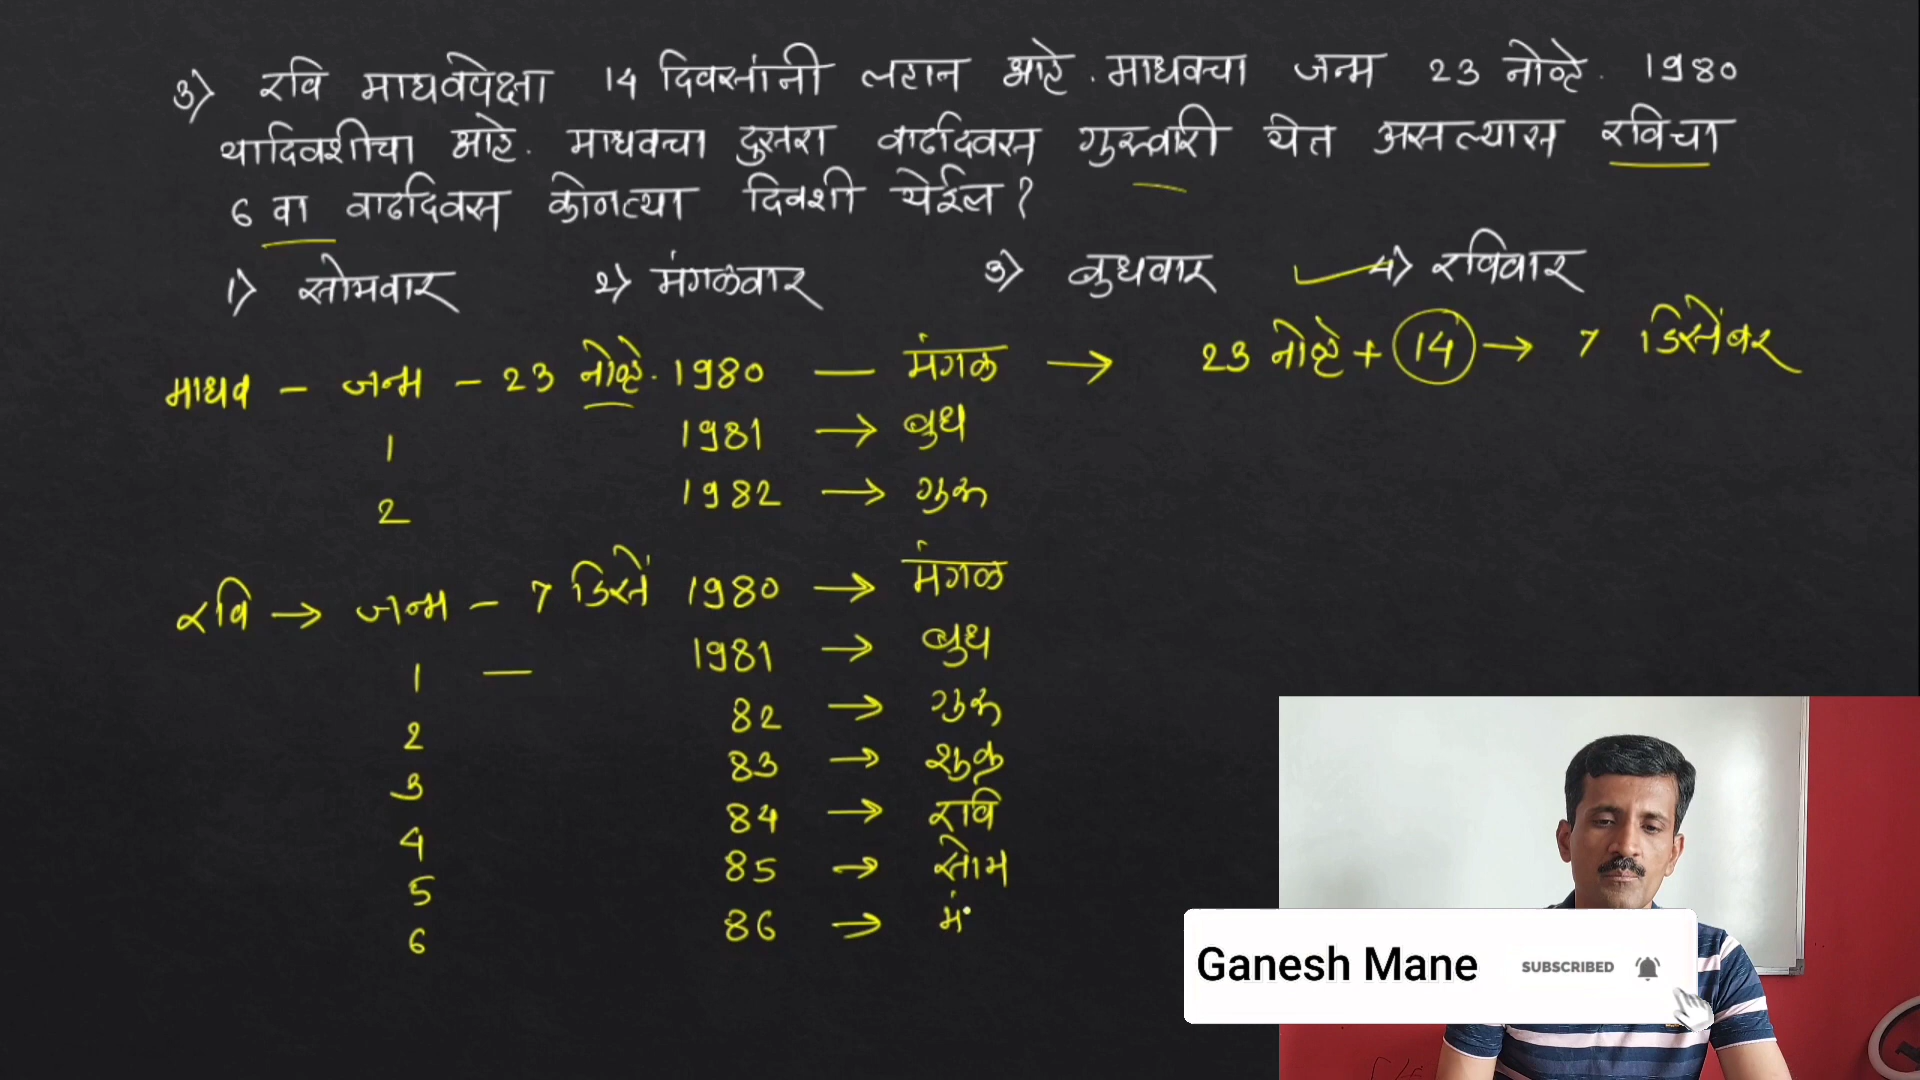 3) रवि माधवपेक्षा 14 दिवसांनी लहान आहे. माधवचा जन्म 23 नोव्हे. 1980
यादिवशीचा आहे. माधवचा दुसरा वाढदिवस गुरुवारी येत असल्यास रविचा
6 वा वाढदिवस कोणत्या दिवशी येईल?
1) सोमवार 2) मंगळवार 3) बुधवार 4) रविवार
माधव - जन्म - 23 नोव्हे. 1980 — मंगळ → 23 नोव्हे + 14 → 7 डिसेंबर
1 1981 → बुध
2 1982 → गुरु
रवि → जन्म - 7 डिसें 1980 → मंगळ
1 — 1981 → बुध
2 82 → गुरु
3 83 → शुक्र
4 84 → रवि
5 85 → सोम
6 86 → मं
Ganesh Mane SUBSCRIBED